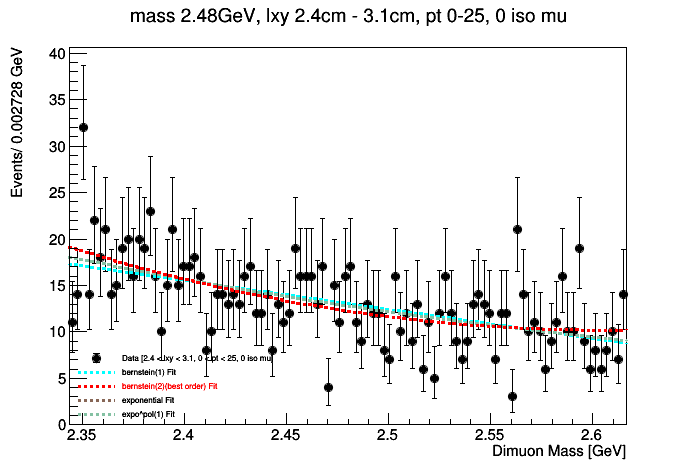 mass 2.48GeV, lxy 2.4cm - 3.1cm, pt 0-25, 0 iso mu
Events/ 0.002728 GeV
40
35
30
25
20
15
10
5
0
Data [2.4 < lxy < 3.1, 0 < pt < 25, 0 iso mu
bernstein(1) Fit
bernstein(2)(best order) Fit
exponential Fit
expo*pol(1) Fit
2.35 2.4 2.45 2.5 2.55 2.6
Dimuon Mass [GeV]